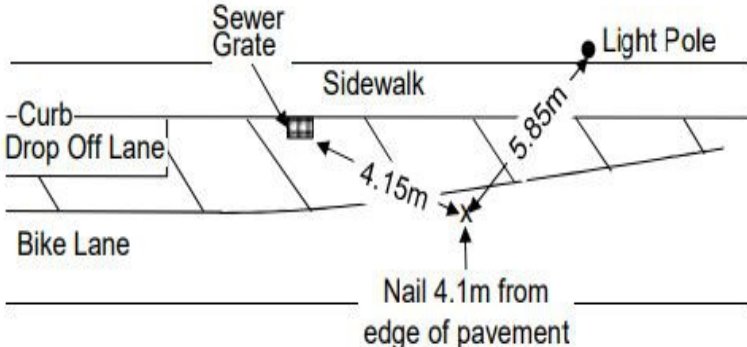 Sewer
Grate
Light Pole
Sidewalk
Curb
Drop Off Lane
5.85m
4.15m
X
Bike Lane
Nail 4.1m from
edge of pavement